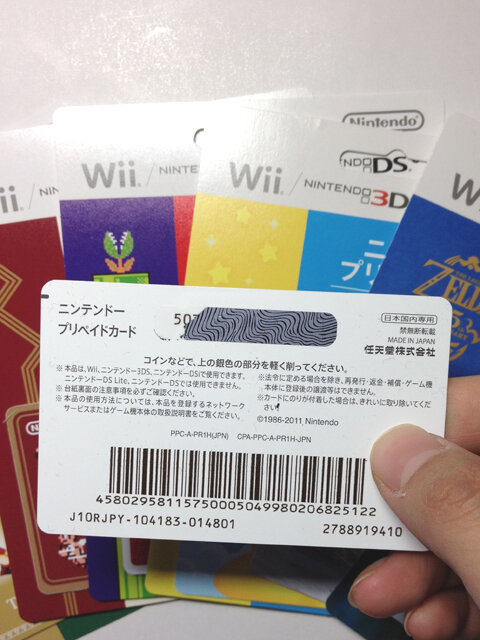 Nintendo
Wii / NINTENDO DS
Wii / NINTENDO 3D
Wii
W
ZELD
ニンテンドー
プリペイドカード
507
日本国内専用
禁無断転載
MADE IN JAPAN
任天堂株式会社
コインなどで、上の銀色の部分を軽く削ってください。
※本品は、Wii、ニンテンドー3DS、ニンテンドーDSiで使用できます。
ニンテンドーDS Lite、ニンテンドーDSでは使用できません。
※台紙裏面の注意事項を必ずご確認ください。
※本品の使用方法については、本品を登録するネットワーク
サービスまたはゲーム機本体の取扱説明書をご覧ください。
※法令に定める場合を除き、再発行・返金・補償・ゲーム機
本体に登録後の譲渡等はできません。
※カードにのりが付着した場合は、きれいに取り除いてくだ
さい。
©1986-2011 Nintendo
PPC-A-PR1H(JPN) CPA-PPC-A-PR1H-JPN
45802958115750005049980206825122
J10RJPY-104183-014801
2788919410